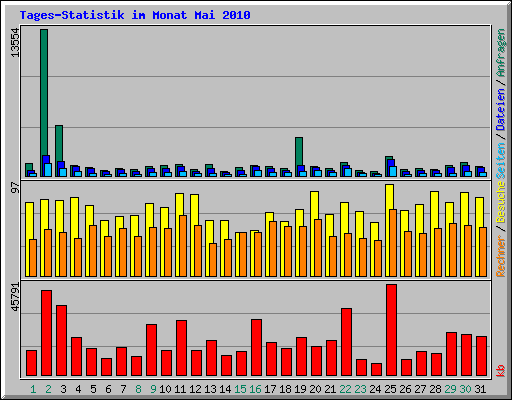 Tages-Statistik im Monat Mai 2010
13554
97
45791
Rechner / Besuche Seiten / Dateien / Anfragen
kb
1 2 3 4 5 6 7 8 9 10 11 12 13 14 15 16 17 18 19 20 21 22 23 24 25 26 27 28 29 30 31